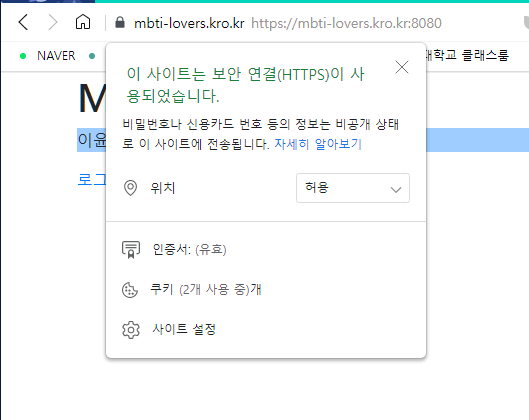 mbti-lovers.kro.kr https://mbti-lovers.kro.kr:8080
NAVER
대학교 클래스룸
M
이윤
로그
이 사이트는 보안 연결(HTTPS)이 사
용되었습니다.
비밀번호나 신용카드 번호 등의 정보는 비공개 상태
로 이 사이트에 전송됩니다. 자세히 알아보기
위치
허용
인증서: (유효)
쿠키 (2개 사용 중)개
사이트 설정